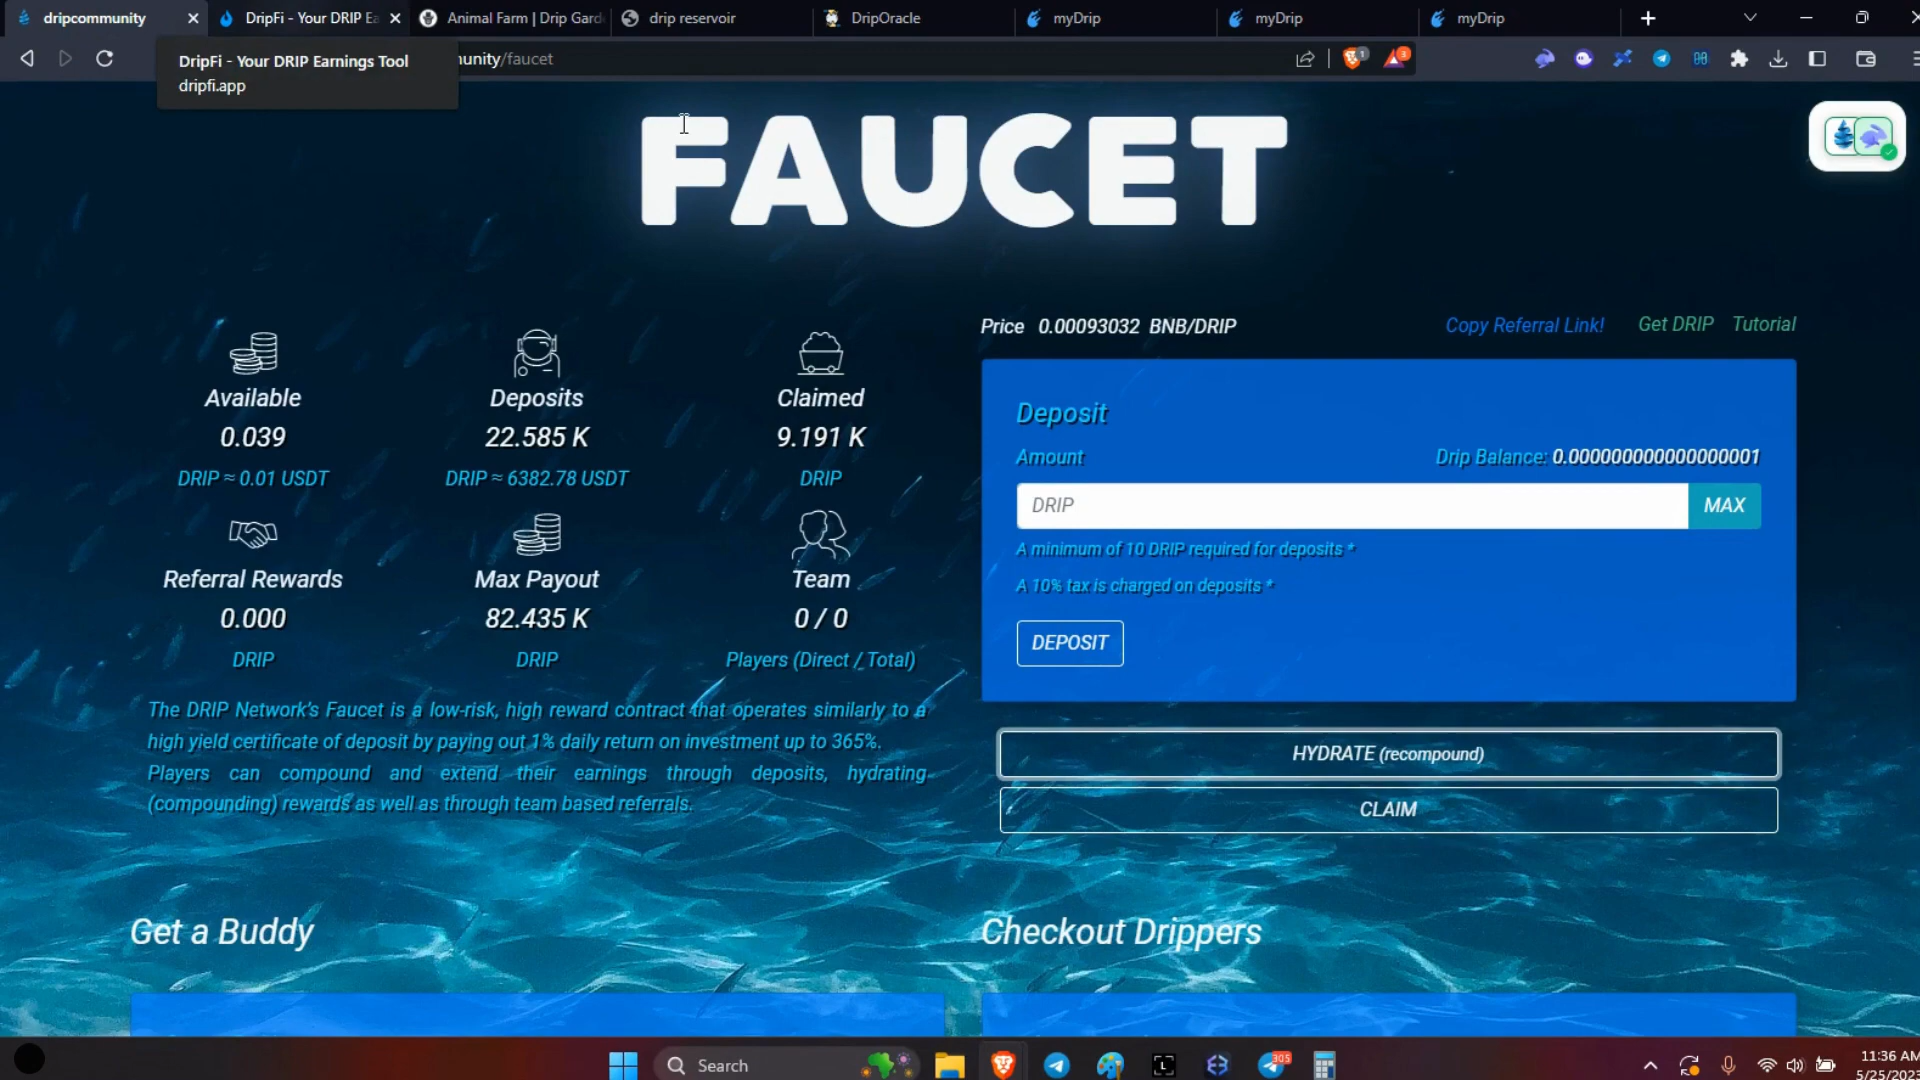 dripcommunity
DripFi - Your DRIP Ea
Animal Farm | Drip Gard
drip reservoir
DripOracle
myDrip
myDrip
myDrip
DripFi - Your DRIP Earnings Tool
dripfi.app
nunity/faucet
1
3
FAUCET
Price 0.00093032 BNB/DRIP
Copy Referral Link!
Get DRIP
Tutorial
Available
0.039
DRIP ≈ 0.01 USDT
Deposits
22.585 K
DRIP ≈ 6382.78 USDT
Claimed
9.191 K
DRIP
Referral Rewards
0.000
DRIP
Max Payout
82.435 K
DRIP
Team
0 / 0
Players (Direct / Total)
The DRIP Network's Faucet is a low-risk, high reward contract that operates similarly to a
high yield certificate of deposit by paying out 1% daily return on investment up to 365%.
Players can compound and extend their earnings through deposits, hydrating
(compounding) rewards as well as through team based referrals.
Deposit
Amount
Drip Balance: 0.000000000000000001
DRIP
MAX
A minimum of 10 DRIP required for deposits *
A 10% tax is charged on deposits *
DEPOSIT
HYDRATE (recompound)
CLAIM
Get a Buddy
Checkout Drippers
Search
305
11:36 AM
5/25/2023